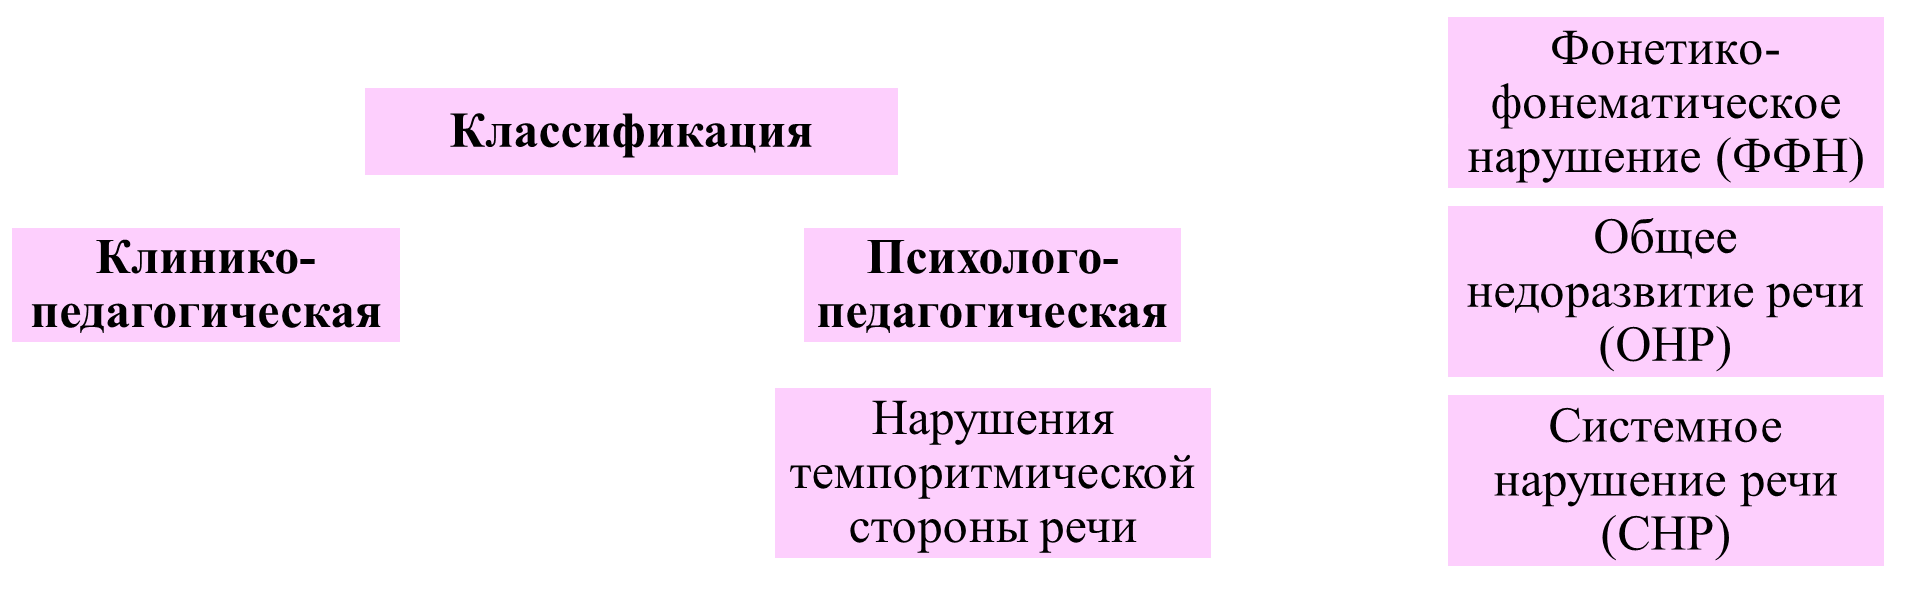 Классификация
Клинико-
педагогическая
Психолого-
педагогическая
Нарушения
темпоритмической
стороны речи
Фонетико-
фонематическое
нарушение (ФФН)
Общее
недоразвитие речи
(ОНР)
Системное
нарушение речи
(СНР)